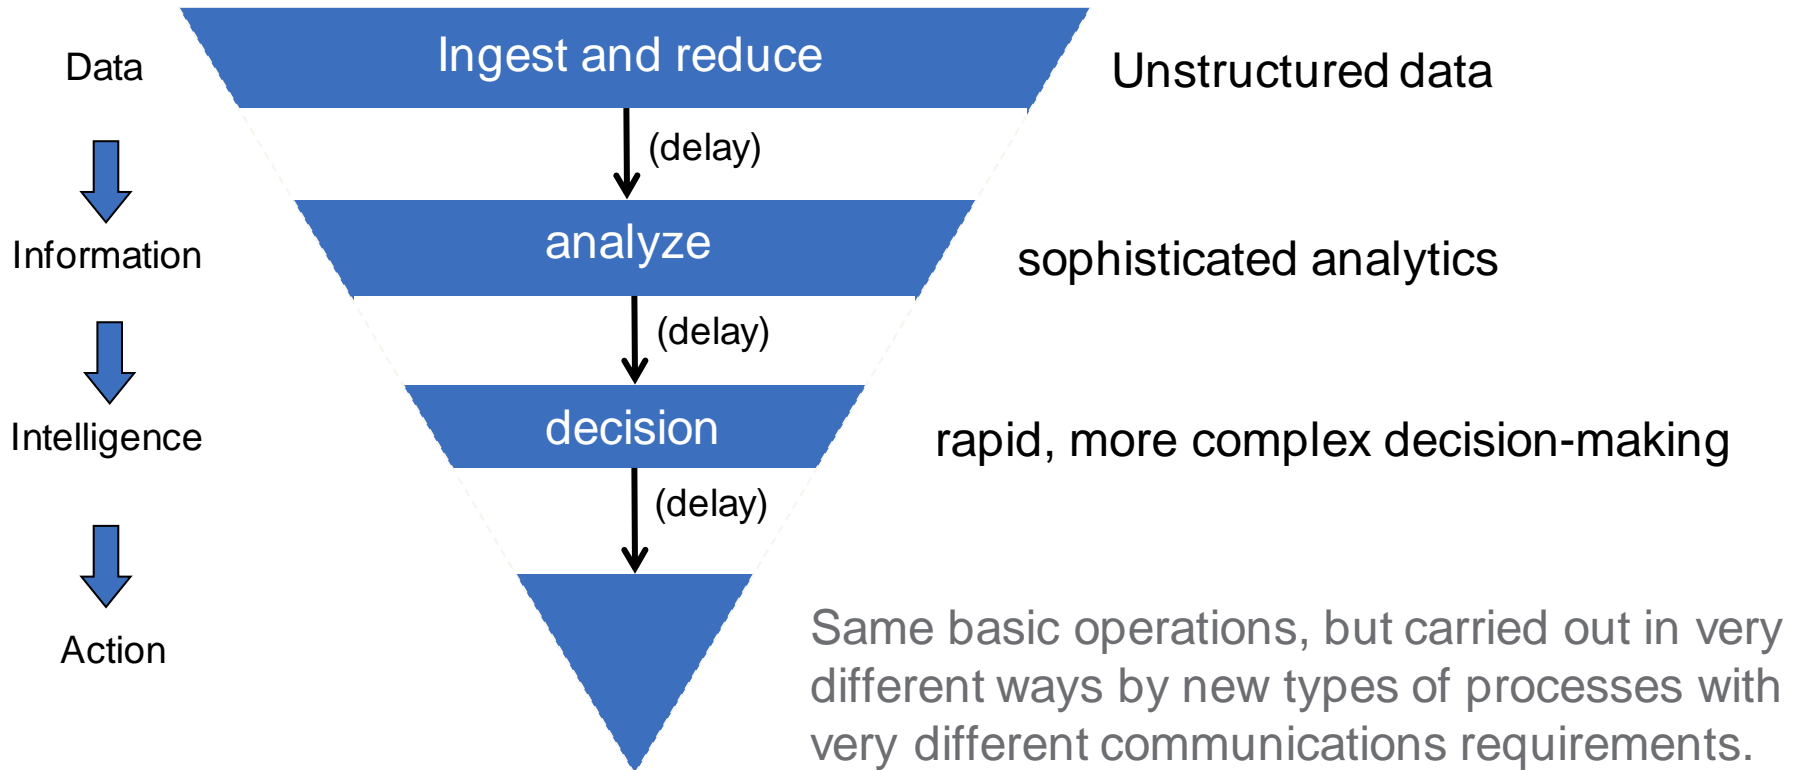 Data
Ingest and reduce
Unstructured data
(delay)
Information
analyze
sophisticated analytics
(delay)
Intelligence
decision
rapid, more complex decision-making
(delay)
Action
Same basic operations, but carried out in very
different ways by new types of processes with
very different communications requirements.